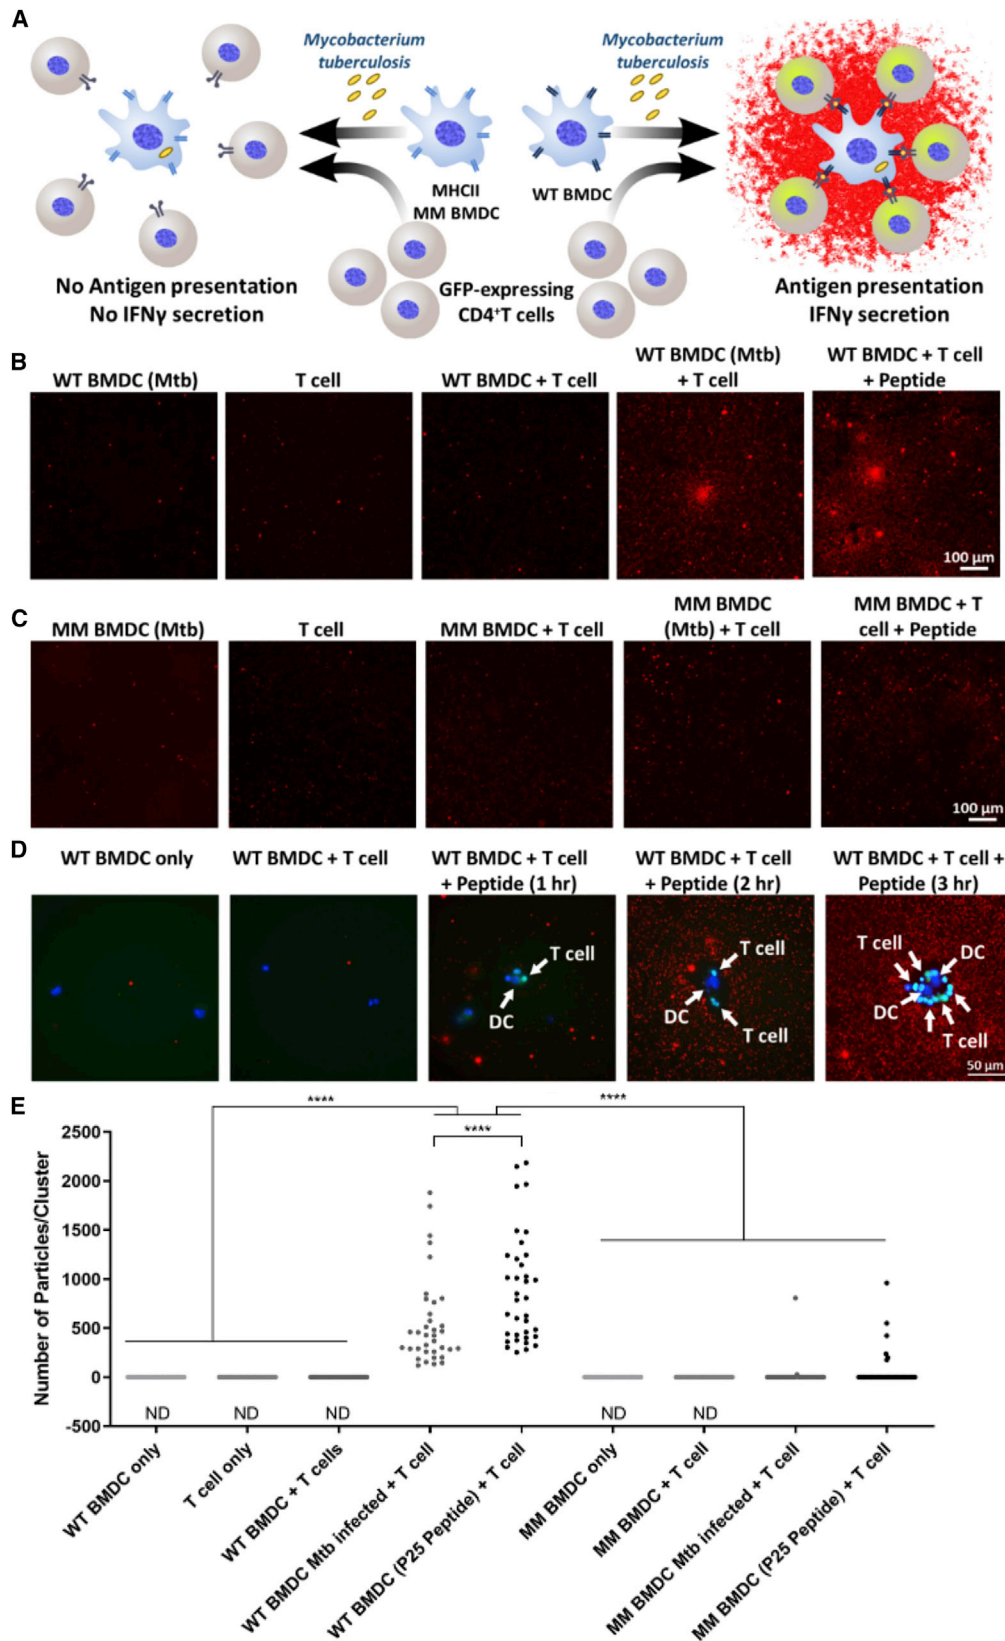 A
Mycobacterium
tuberculosis
Mycobacterium
tuberculosis
MHCII
MM BMDC
WT BMDC
No Antigen presentation
No IFNγ secretion
GFP-expressing
CD4⁺T cells
Antigen presentation
IFNγ secretion
B
WT BMDC (Mtb)
T cell
WT BMDC + T cell
WT BMDC (Mtb)
+ T cell
WT BMDC + T cell
+ Peptide
100 µm
C
MM BMDC (Mtb)
T cell
MM BMDC + T cell
MM BMDC
(Mtb) + T cell
MM BMDC + T
cell + Peptide
100 µm
D
WT BMDC only
WT BMDC + T cell
WT BMDC + T cell
+ Peptide (1 hr)
WT BMDC + T cell
+ Peptide (2 hr)
WT BMDC + T cell +
Peptide (3 hr)
T cell
DC
T cell
DC
T cell
T cell
DC
DC
T cell
50 µm
E
****
****
****
Number of Particles/Cluster
2500
2000
1500
1000
500
0
-500
ND
ND
ND
ND
ND
WT BMDC only
T cell only
WT BMDC + T cells
WT BMDC Mtb infected + T cell
WT BMDC (P25 Peptide) + T cell
MM BMDC only
MM BMDC + T cell
MM BMDC Mtb infected + T cell
MM BMDC (P25 Peptide) + T cell